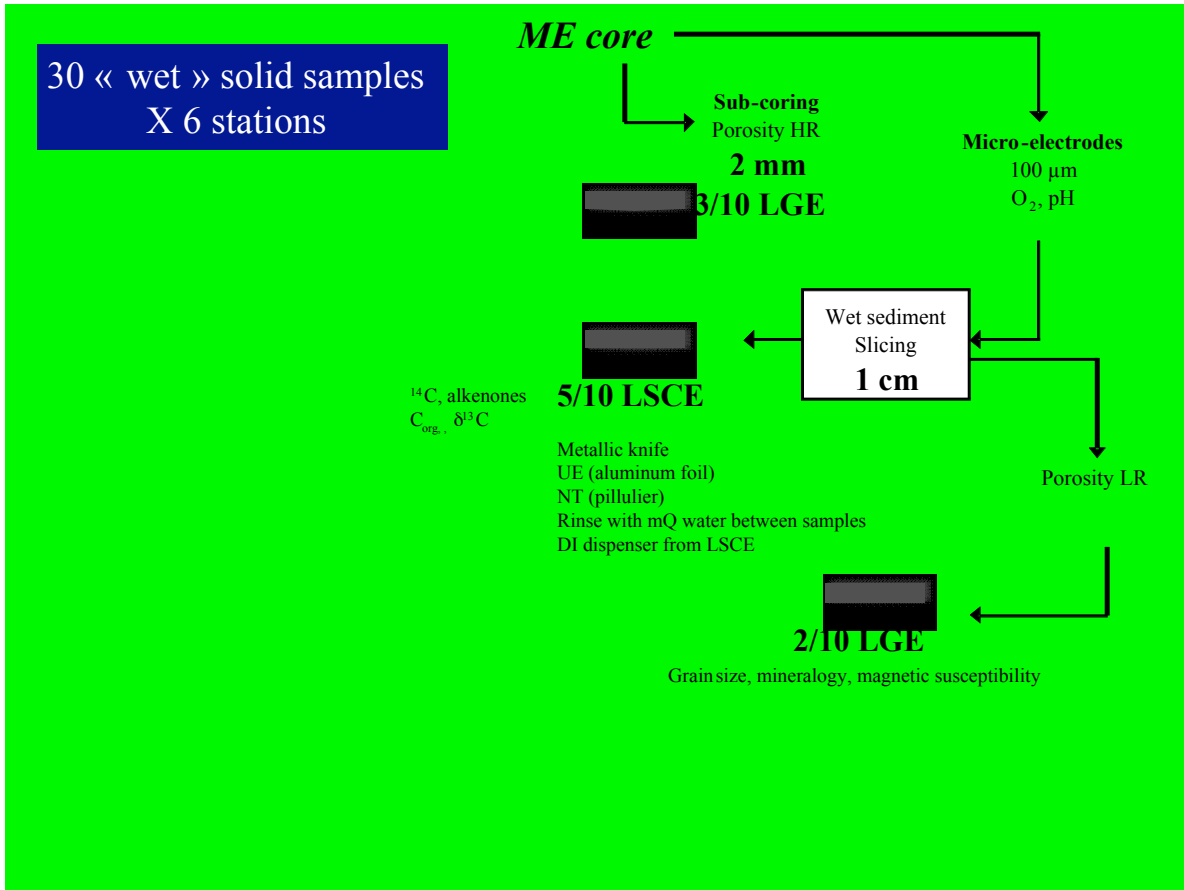 30 « wet » solid samples
X 6 stations
ME core
Sub-coring
Porosity HR
2 mm
3/10 LGE
Micro-electrodes
100 µm
O₂, pH
Wet sediment
Slicing
1 cm
¹⁴C, alkenones
C_org, , δ¹³C
5/10 LSCE
Metallic knife
UE (aluminum foil)
NT (pillulier)
Rinse with mQ water between samples
DI dispenser from LSCE
Porosity LR
2/10 LGE
Grain size, mineralogy, magnetic susceptibility